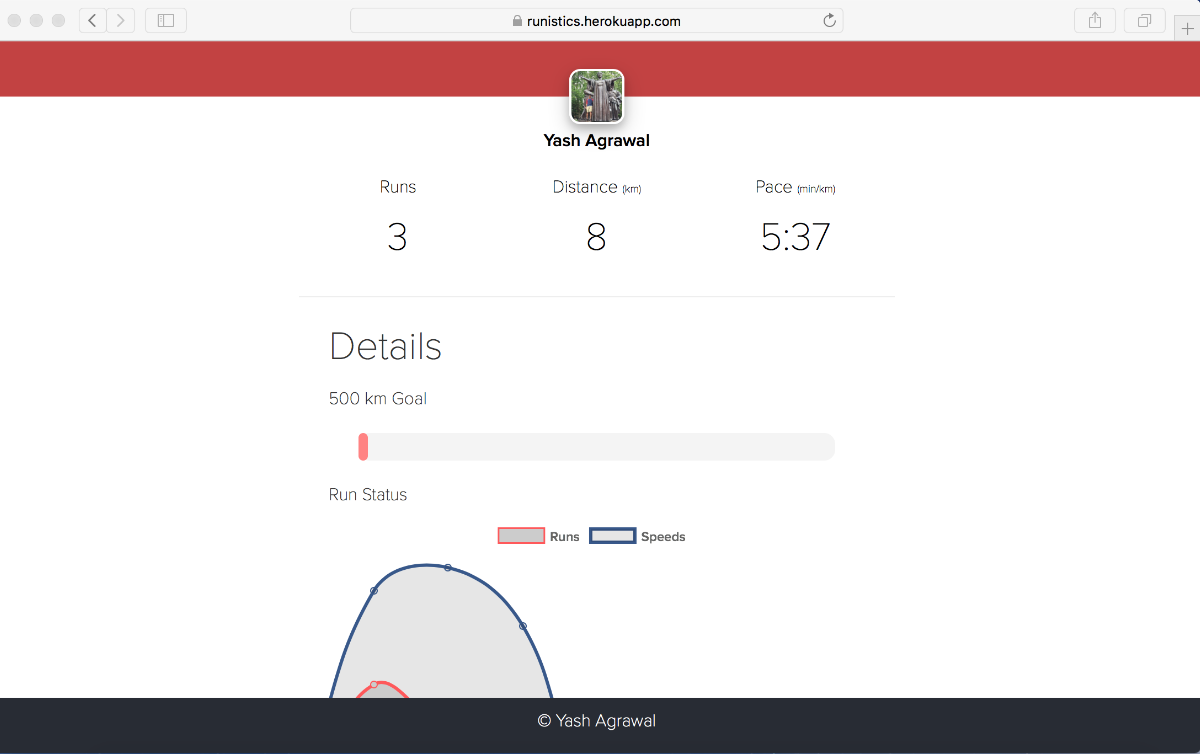 runistics.herokuapp.com
Yash Agrawal
Runs Distance (km) Pace (min/km)
3 8 5:37
Details
500 km Goal
Run Status
Runs Speeds
© Yash Agrawal